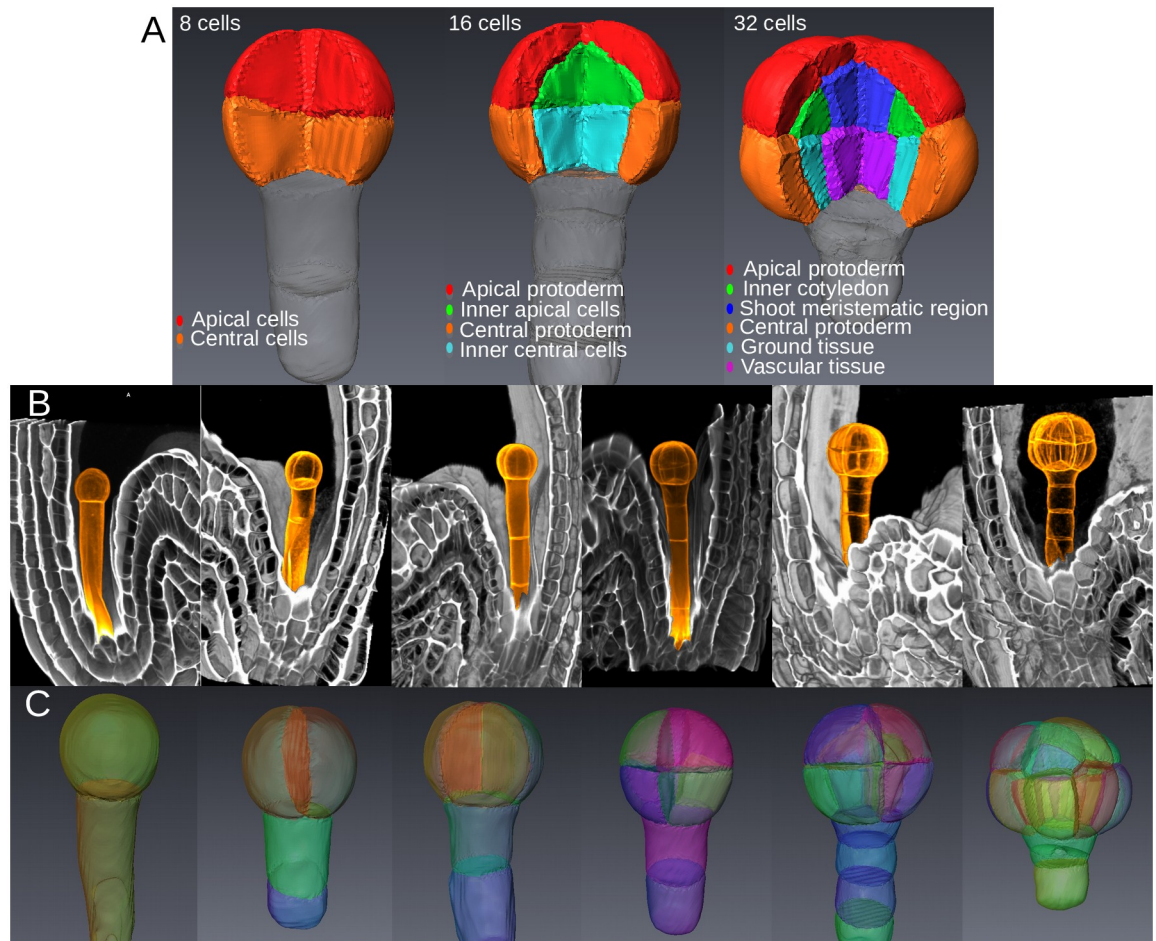 A
8 cells
16 cells
32 cells
Apical cells
Central cells
Apical protoderm
Inner apical cells
Central protoderm
Inner central cells
Apical protoderm
Inner cotyledon
Shoot meristematic region
Central protoderm
Ground tissue
Vascular tissue
B
A
C